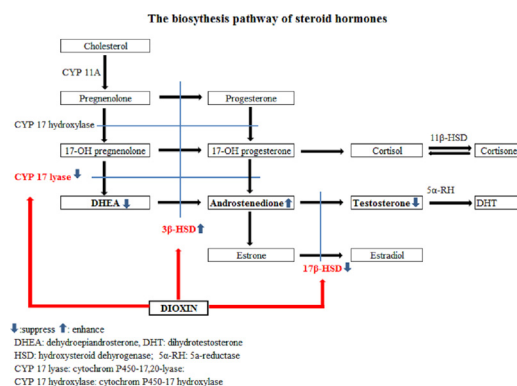 The biosythesis pathway of steroid hormones
Cholesterol
CYP 11A
Pregnenolone
Progesterone
CYP 17 hydroxylase
11β-HSD
17-OH pregnenolone
17-OH progesterone
Cortisol
Cortisone
CYP 17 lyase
5α-RH
DHEA
Androstenedione
Testosterone
DHT
3β-HSD
Estrone
Estradiol
17β-HSD
DIOXIN
:suppress : enhance
DHEA: dehydroepiandrosterone, DHT: dihydrotestosterone
HSD: hydroxysteroid dehyrogenase; 5α-RH: 5a-reductase
CYP 17 lyase: cytochrom P450-17,20-lyase:
CYP 17 hydroxylase: cytochrom P450-17 hydroxylase